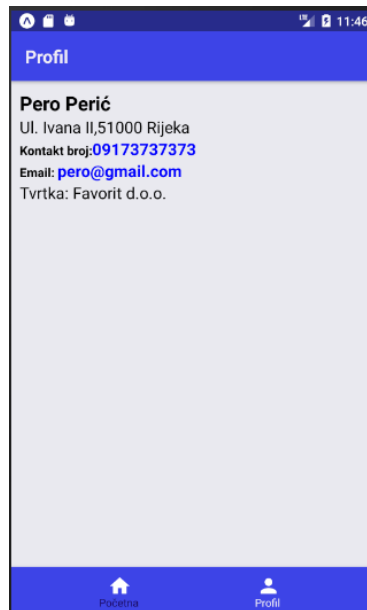 11:46
Profil
Pero Perić
Ul. Ivana II,51000 Rijeka
Kontakt broj:09173737373
Email: pero@gmail.com
Tvrtka: Favorit d.o.o.
Početna
Profil